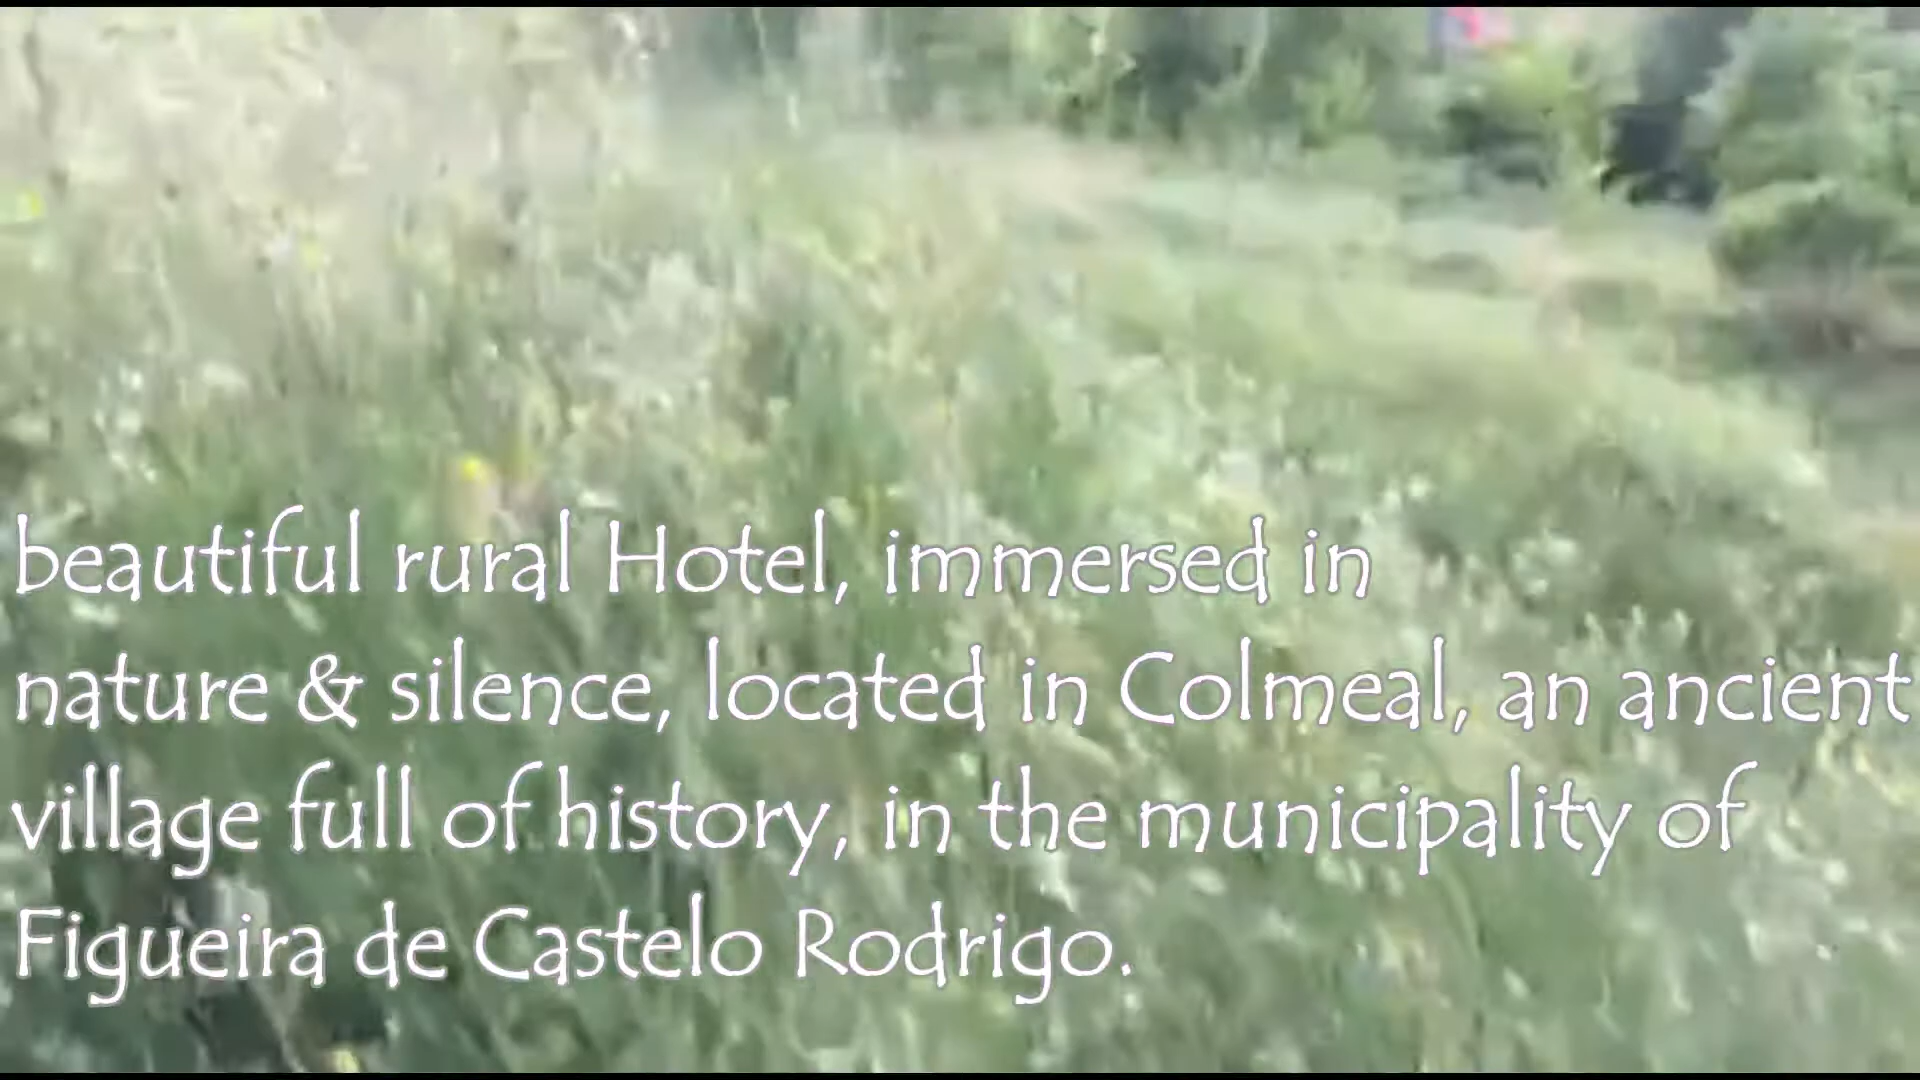 beautiful rural Hotel, immersed in
nature & silence, located in Colmeal, an ancient
village full of history, in the municipality of
Figueira de Castelo Rodrigo.